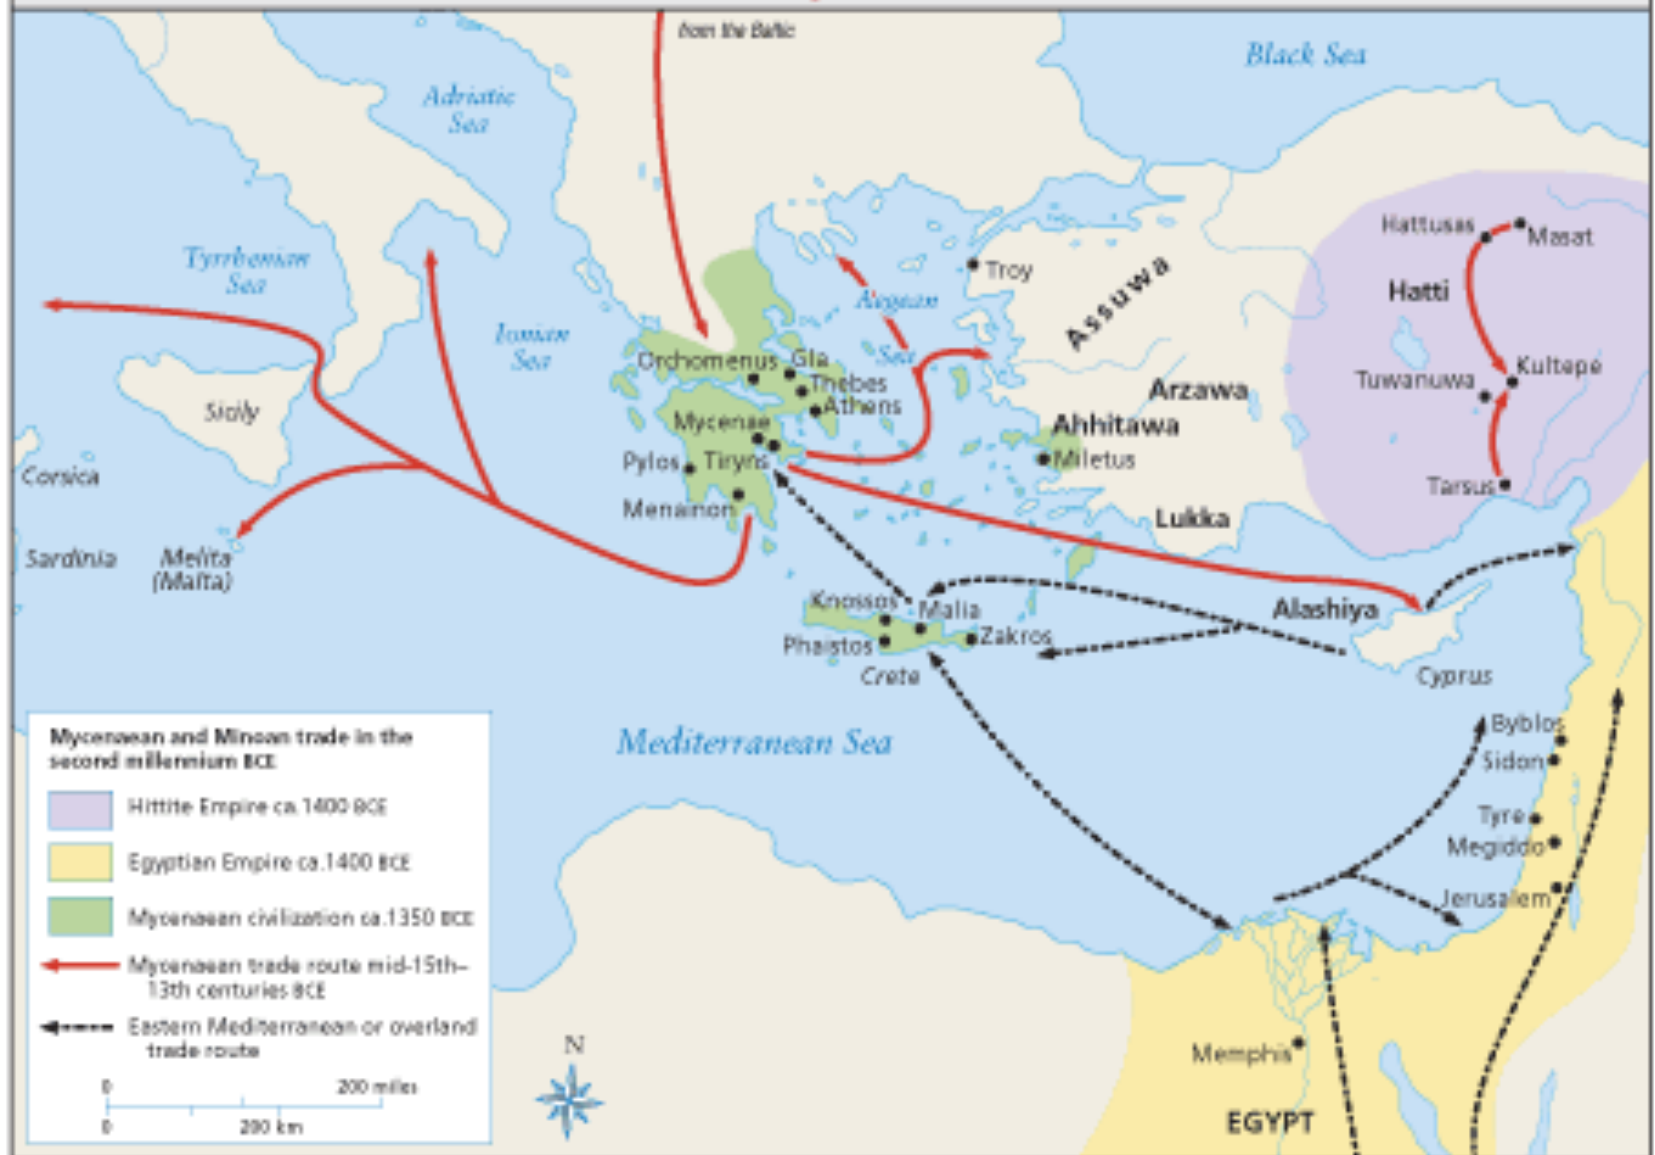 from the Baltic
Black Sea
Adriatic
Sea
Hattusas
Masat
Tyrrhenian
Sea
Troy
Assuwa
Hatti
Aegean
Sea
Ionian
Sea
Orchomenus
Gla
Thebes
Athens
Kultepe
Tuwanuwa
Arzawa
Sicily
Mycenae
Ahhitawa
Pylos
Tiryns
Miletus
Corsica
Tarsus
Menainon
Lukka
Sardinia
Melita
(Malta)
Knossos
Malia
Alashiya
Phaistos
Zakros
Crete
Cyprus
Mediterranean Sea
Byblos
Sidon
Tyre
Megiddo
Jerusalem
Memphis
EGYPT
Mycenaean and Minoan trade in the
second millennium BCE
Hittite Empire ca.1400 BCE
Egyptian Empire ca.1400 BCE
Mycenaean civilization ca.1350 BCE
Mycenaean trade route mid-15th–
13th centuries BCE
Eastern Mediterranean or overland
trade route
0 200 miles
0 200 km
N